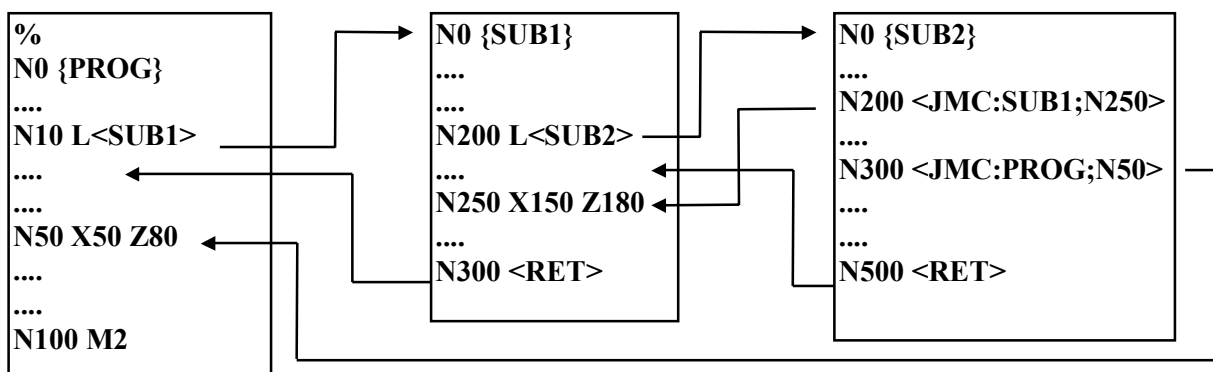 %
N0 {PROG}
....
N10 L<SUB1>
....
....
N50 X50 Z80
....
....
N100 M2
N0 {SUB1}
....
....
N200 L<SUB2>
....
N250 X150 Z180
....
N300 <RET>
N0 {SUB2}
....
N200 <JMC:SUB1;N250>
....
N300 <JMC:PROG;N50>
....
....
N500 <RET>